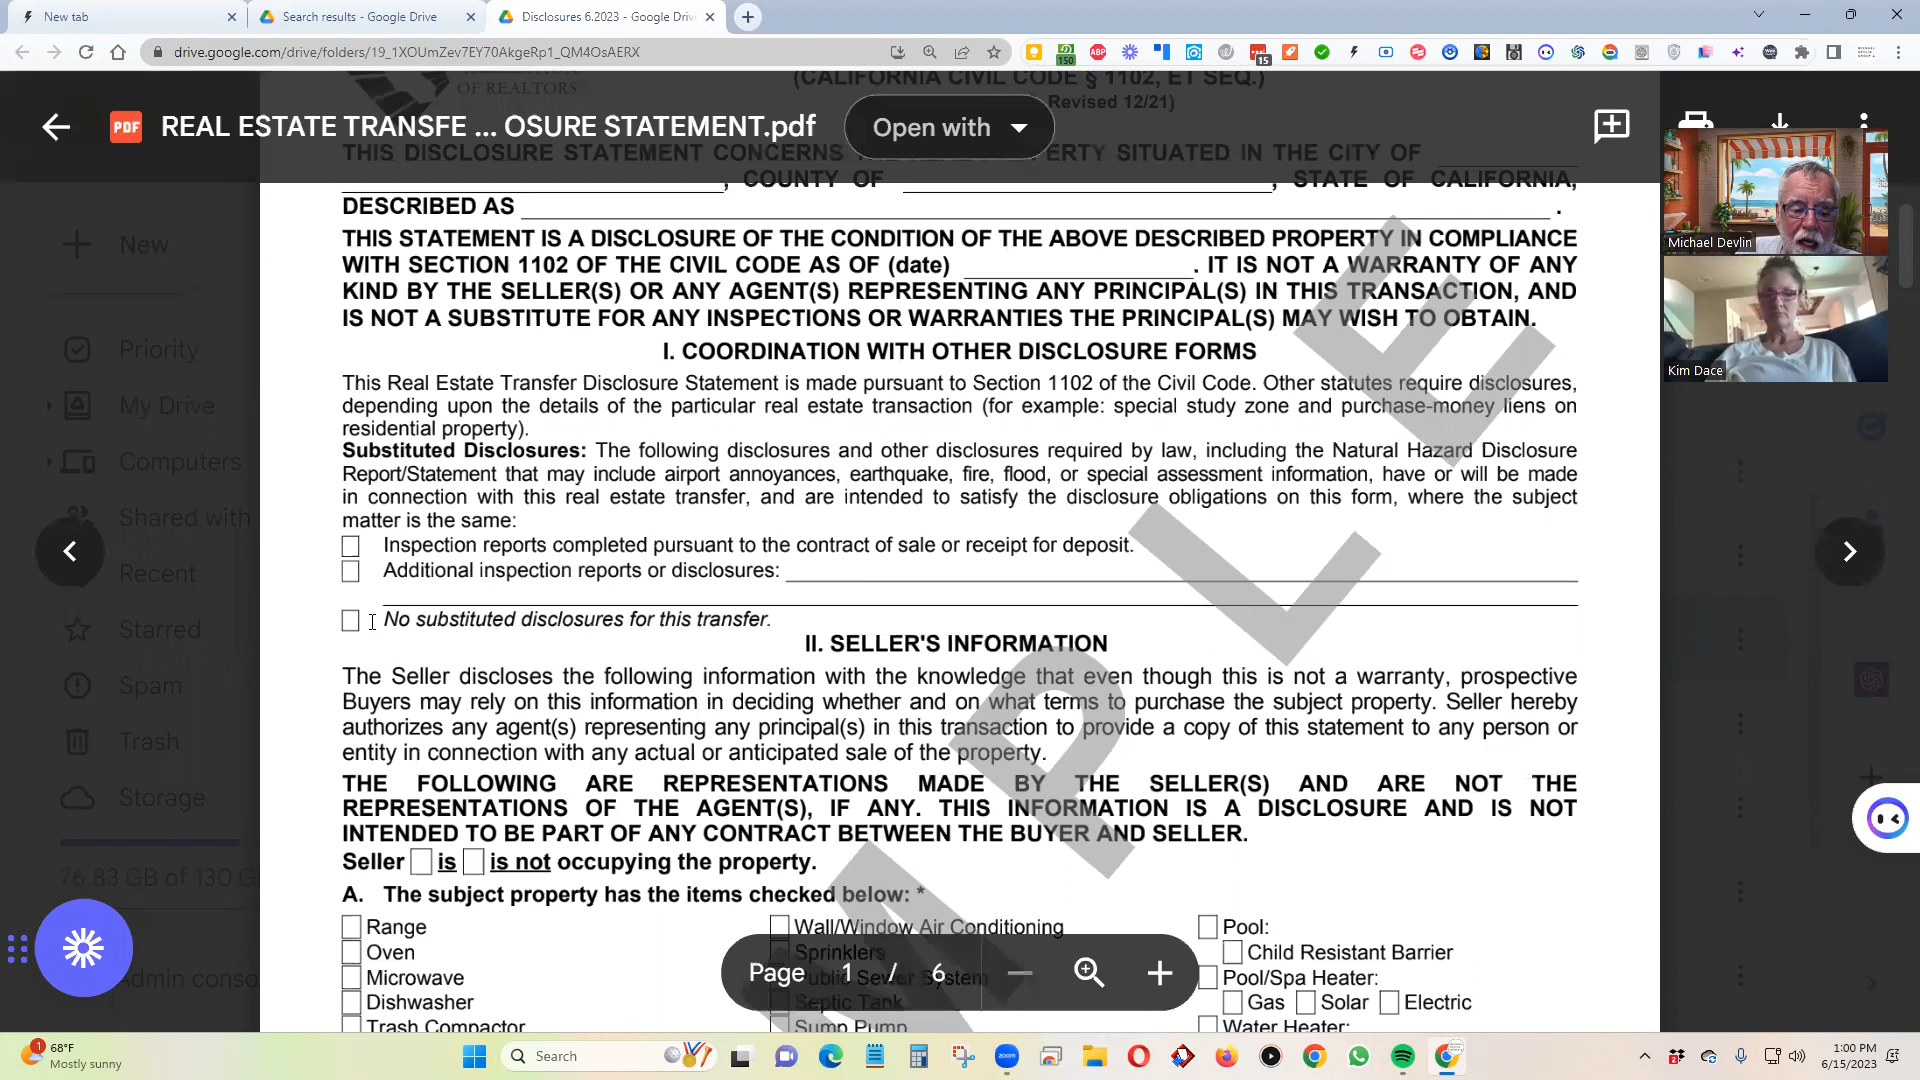 New tab
Search results - Google Drive
Disclosures 6.2023 - Google Driv
drive.google.com/drive/folders/19_1XOUmZev7EY70AkgeRp1_QM4OsAERX
150
ABP
15
OF REALTORS®
(CALIFORNIA CIVIL CODE § 1102, ET SEQ.)
Revised 12/21)
PDF
REAL ESTATE TRANSFE ... OSURE STATEMENT.pdf
Open with
THIS DISCLOSURE STATEMENT CONCERNS
PROPERTY SITUATED IN THE CITY OF
, COUNTY OF , STATE OF CALIFORNIA,
DESCRIBED AS .
THIS STATEMENT IS A DISCLOSURE OF THE CONDITION OF THE ABOVE DESCRIBED PROPERTY IN COMPLIANCE
WITH SECTION 1102 OF THE CIVIL CODE AS OF (date) . IT IS NOT A WARRANTY OF ANY
KIND BY THE SELLER(S) OR ANY AGENT(S) REPRESENTING ANY PRINCIPAL(S) IN THIS TRANSACTION, AND
IS NOT A SUBSTITUTE FOR ANY INSPECTIONS OR WARRANTIES THE PRINCIPAL(S) MAY WISH TO OBTAIN.
I. COORDINATION WITH OTHER DISCLOSURE FORMS
This Real Estate Transfer Disclosure Statement is made pursuant to Section 1102 of the Civil Code. Other statutes require disclosures,
depending upon the details of the particular real estate transaction (for example: special study zone and purchase-money liens on
residential property).
Substituted Disclosures: The following disclosures and other disclosures required by law, including the Natural Hazard Disclosure
Report/Statement that may include airport annoyances, earthquake, fire, flood, or special assessment information, have or will be made
in connection with this real estate transfer, and are intended to satisfy the disclosure obligations on this form, where the subject
matter is the same:
Inspection reports completed pursuant to the contract of sale or receipt for deposit.
Additional inspection reports or disclosures:
No substituted disclosures for this transfer.
II. SELLER'S INFORMATION
The Seller discloses the following information with the knowledge that even though this is not a warranty, prospective
Buyers may rely on this information in deciding whether and on what terms to purchase the subject property. Seller hereby
authorizes any agent(s) representing any principal(s) in this transaction to provide a copy of this statement to any person or
entity in connection with any actual or anticipated sale of the property.
THE FOLLOWING ARE REPRESENTATIONS MADE BY THE SELLER(S) AND ARE NOT THE
REPRESENTATIONS OF THE AGENT(S), IF ANY. THIS INFORMATION IS A DISCLOSURE AND IS NOT
INTENDED TO BE PART OF ANY CONTRACT BETWEEN THE BUYER AND SELLER.
Seller is is not occupying the property.
A. The subject property has the items checked below: *
Range
Oven
Microwave
Dishwasher
Trash Compactor
Wall/Window Air Conditioning
Sprinklers
Public Sewer System
Septic Tank
Sump Pump
Pool:
Child Resistant Barrier
Pool/Spa Heater:
Gas Solar Electric
Water Heater:
MPLE
Page 1 / 6
New
Priority
My Drive
Computers
Shared with
Recent
Starred
Spam
Trash
Storage
76.83 GB of 130 G
Admin conso
Michael Devlin
Kim Dace
1
68°F
Mostly sunny
Search
zoom
2
1:00 PM
6/15/2023